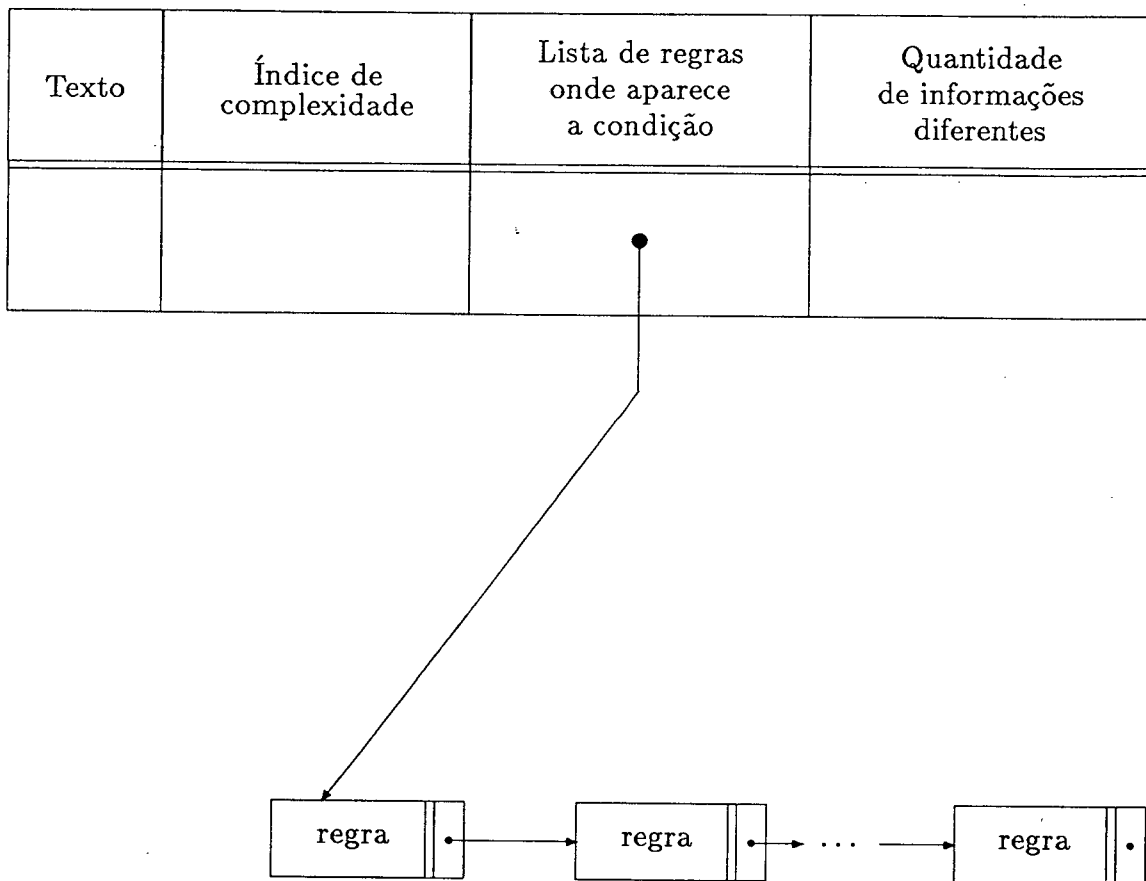 Texto
Índice de
complexidade
Lista de regras
onde aparece
a condição
Quantidade
de informações
diferentes
regra
regra
...
regra